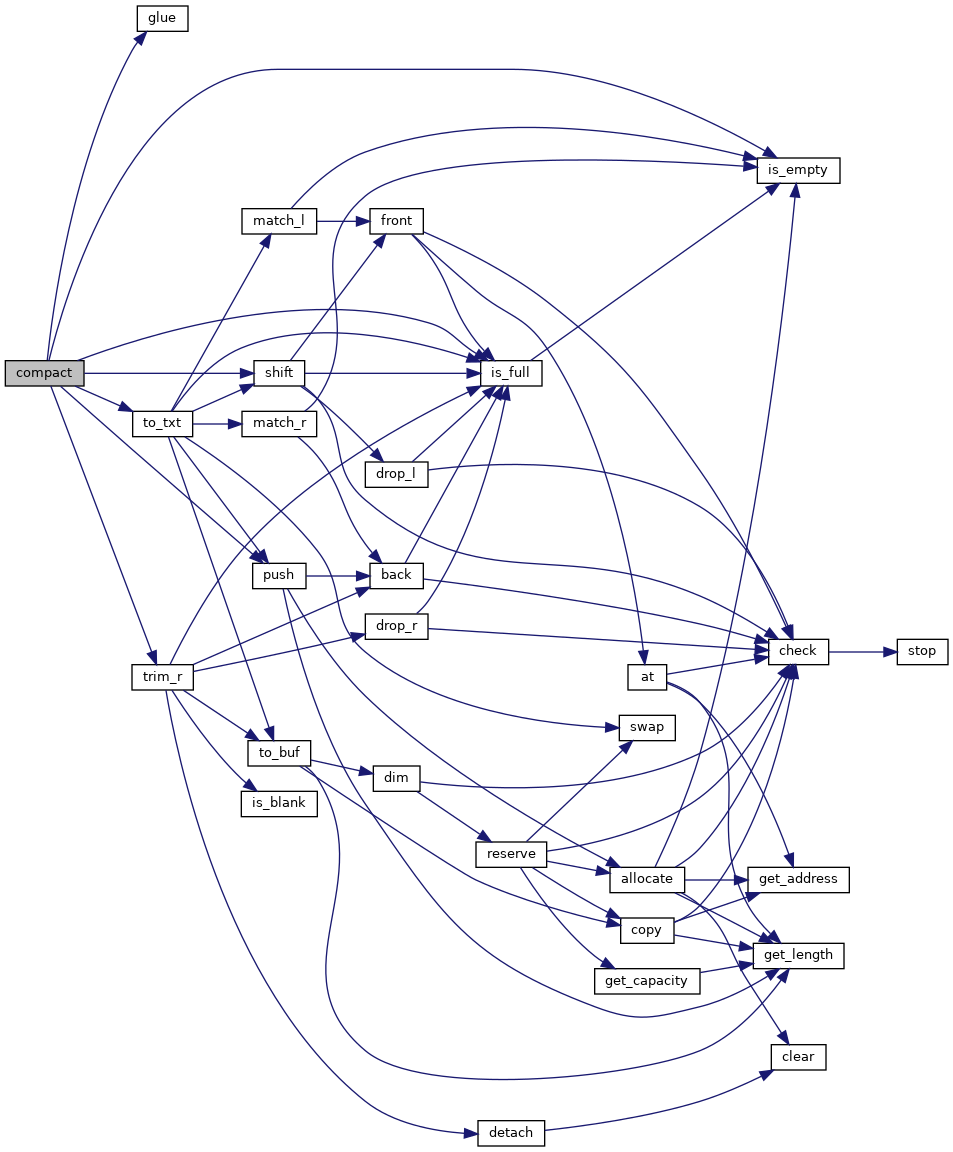 glue
is_empty
match_l
front
compact
shift
is_full
to_txt
match_r
drop_l
push
back
drop_r
check
stop
trim_r
at
swap
to_buf
dim
is_blank
reserve
allocate
get_address
copy
get_length
get_capacity
clear
detach